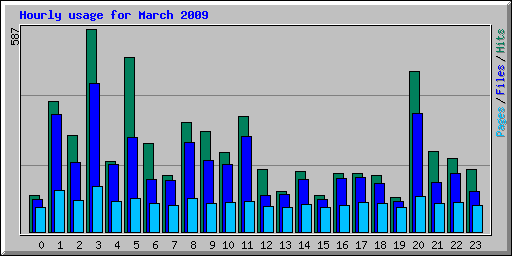 Hourly usage for March 2009
587
Pages/Files/Hits
0 1 2 3 4 5 6 7 8 9 10 11 12 13 14 15 16 17 18 19 20 21 22 23